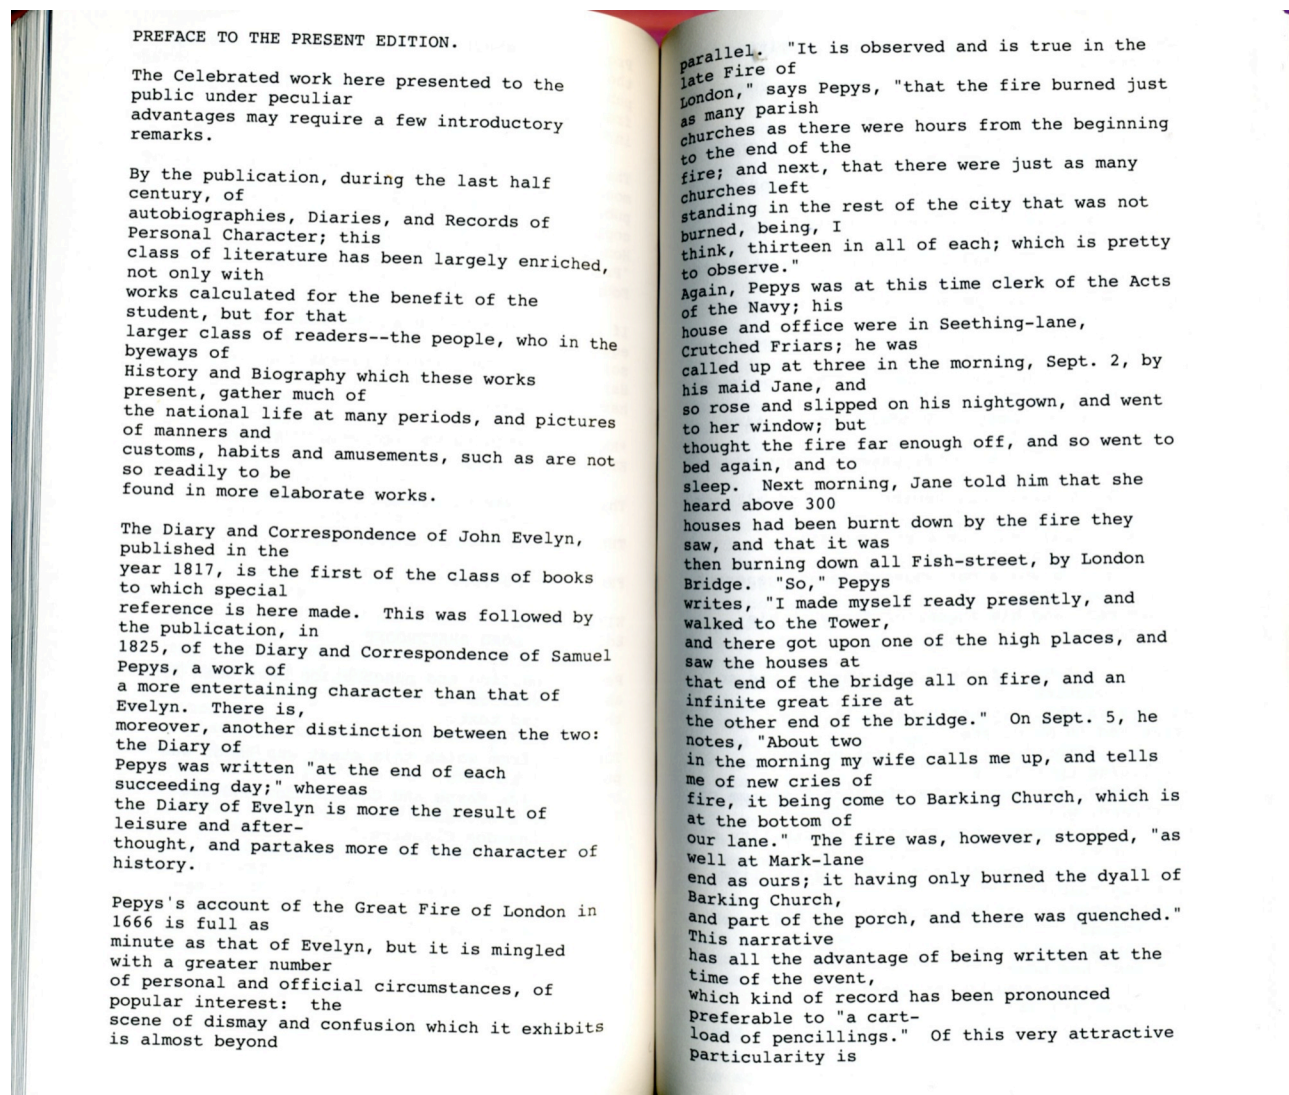 PREFACE TO THE PRESENT EDITION.
The Celebrated work here presented to the
public under peculiar
advantages may require a few introductory
remarks.
By the publication, during the last half
century, of
autobiographies, Diaries, and Records of
Personal Character; this
class of literature has been largely enriched,
not only with
works calculated for the benefit of the
student, but for that
larger class of readers--the people, who in the
byeways of
History and Biography which these works
present, gather much of
the national life at many periods, and pictures
of manners and
customs, habits and amusements, such as are not
so readily to be
found in more elaborate works.
The Diary and Correspondence of John Evelyn,
published in the
year 1817, is the first of the class of books
to which special
reference is here made.  This was followed by
the publication, in
1825, of the Diary and Correspondence of Samuel
Pepys, a work of
a more entertaining character than that of
Evelyn.  There is,
moreover, another distinction between the two:
the Diary of
Pepys was written "at the end of each
succeeding day;" whereas
the Diary of Evelyn is more the result of
leisure and after-
thought, and partakes more of the character of
history.
Pepys's account of the Great Fire of London in
1666 is full as
minute as that of Evelyn, but it is mingled
with a greater number
of personal and official circumstances, of
popular interest:  the
scene of dismay and confusion which it exhibits
is almost beyond
parallel.  "It is observed and is true in the
late Fire of
London," says Pepys, "that the fire burned just
as many parish
churches as there were hours from the beginning
to the end of the
fire; and next, that there were just as many
churches left
standing in the rest of the city that was not
burned, being, I
think, thirteen in all of each; which is pretty
to observe."
Again, Pepys was at this time clerk of the Acts
of the Navy; his
house and office were in Seething-lane,
Crutched Friars; he was
called up at three in the morning, Sept. 2, by
his maid Jane, and
so rose and slipped on his nightgown, and went
to her window; but
thought the fire far enough off, and so went to
bed again, and to
sleep.  Next morning, Jane told him that she
heard above 300
houses had been burnt down by the fire they
saw, and that it was
then burning down all Fish-street, by London
Bridge.  "So," Pepys
writes, "I made myself ready presently, and
walked to the Tower,
and there got upon one of the high places, and
saw the houses at
that end of the bridge all on fire, and an
infinite great fire at
the other end of the bridge."  On Sept. 5, he
notes, "About two
in the morning my wife calls me up, and tells
me of new cries of
fire, it being come to Barking Church, which is
at the bottom of
our lane."  The fire was, however, stopped, "as
well at Mark-lane
end as ours; it having only burned the dyall of
Barking Church,
and part of the porch, and there was quenched."
This narrative
has all the advantage of being written at the
time of the event,
which kind of record has been pronounced
preferable to "a cart-
load of pencillings."  Of this very attractive
particularity is